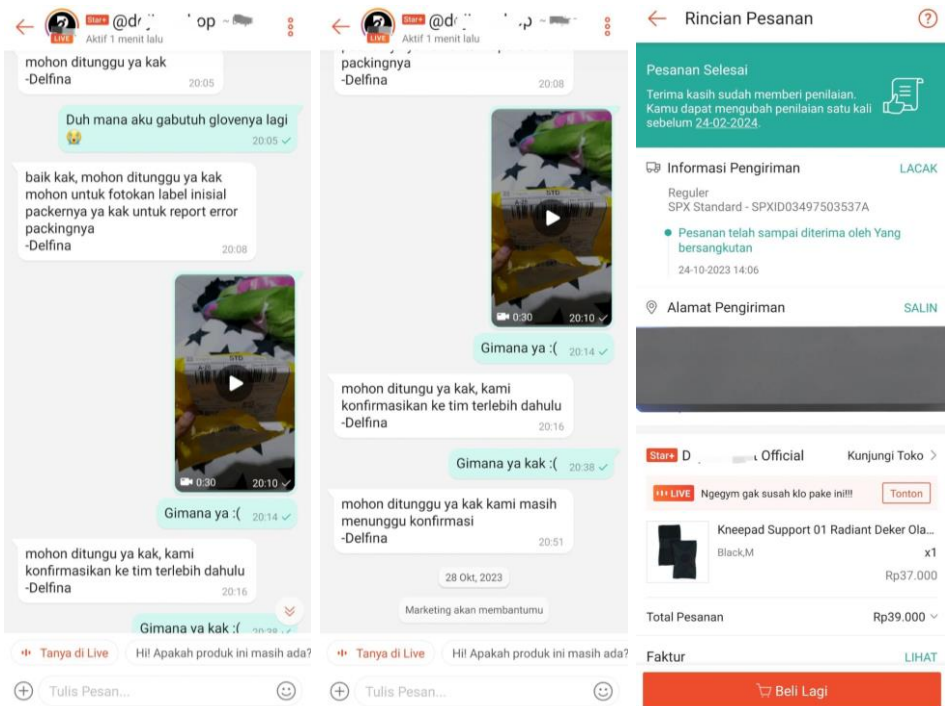 Star+ @d
op ~
LIVE
Aktif 1 menit lalu
mohon ditunggu ya kak
-Delfina
20:05
Duh mana aku gabutuh glovenya lagi
😭
20:05
baik kak, mohon ditunggu ya kak
mohon untuk fotokan label inisial
packernya ya kak untuk report error
packingnya
-Delfina
20:08
STD
0:30
20:10
Gimana ya :(
20:14
mohon ditungu ya kak, kami
konfirmasikan ke tim terlebih dahulu
-Delfina
20:16
Gimana ya kak :(
20:38
Tanya di Live
Hi! Apakah produk ini masih ada?
Tulis Pesan...
Star+ @d
LIVE
Aktif 1 menit lalu
packingnya
-Delfina
20:08
STD
0:30
20:10
Gimana ya :(
20:14
mohon ditungu ya kak, kami
konfirmasikan ke tim terlebih dahulu
-Delfina
20:16
Gimana ya kak :(
20:38
mohon ditunggu ya kak kami masih
menunggu konfirmasi
-Delfina
20:51
28 Okt, 2023
Marketing akan membantumu
Tanya di Live
Hi! Apakah produk ini masih ada?
Tulis Pesan...
Rincian Pesanan
?
Pesanan Selesai
Terima kasih sudah memberi penilaian.
Kamu dapat mengubah penilaian satu kali
sebelum 24-02-2024.
Informasi Pengiriman
LACAK
Reguler
SPX Standard - SPXID03497503537A
Pesanan telah sampai diterima oleh Yang
bersangkutan
24-10-2023 14:06
Alamat Pengiriman
SALIN
Star+ D
Official
Kunjungi Toko >
LIVE
Ngegym gak susah klo pake ini!!!
Tonton
Kneepad Support 01 Radiant Deker Ola...
Black,M
x1
Rp37.000
Total Pesanan
Rp39.000
Faktur
LIHAT
Beli Lagi